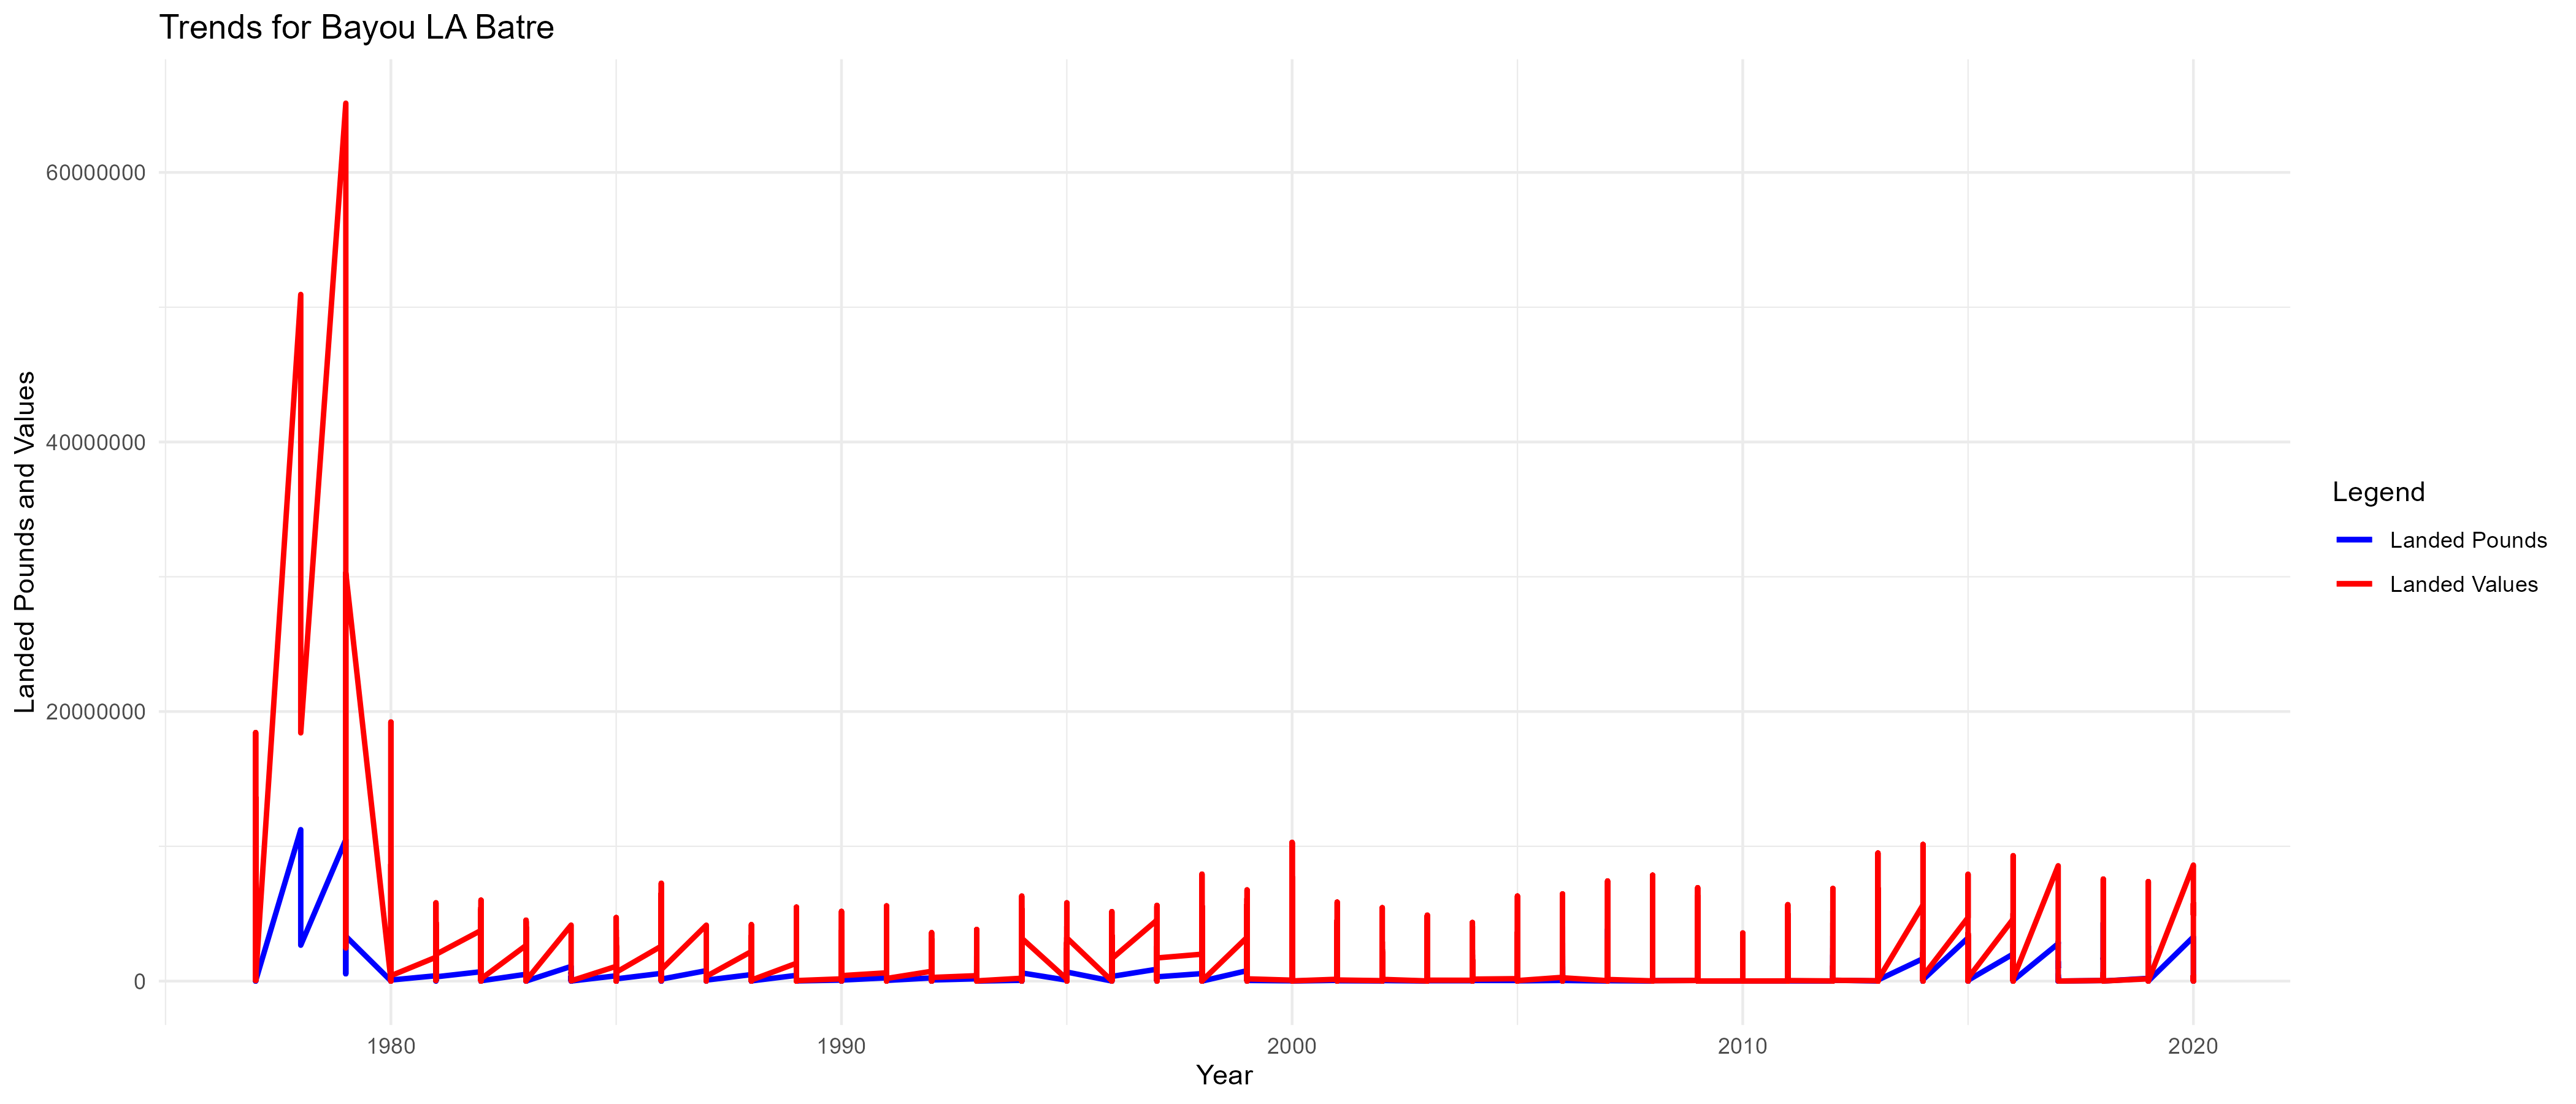 Trends for Bayou LA Batre
Landed Pounds and Values
60000000
40000000
20000000
0
1980
1990
2000
2010
2020
Year
Legend
Landed Pounds
Landed Values